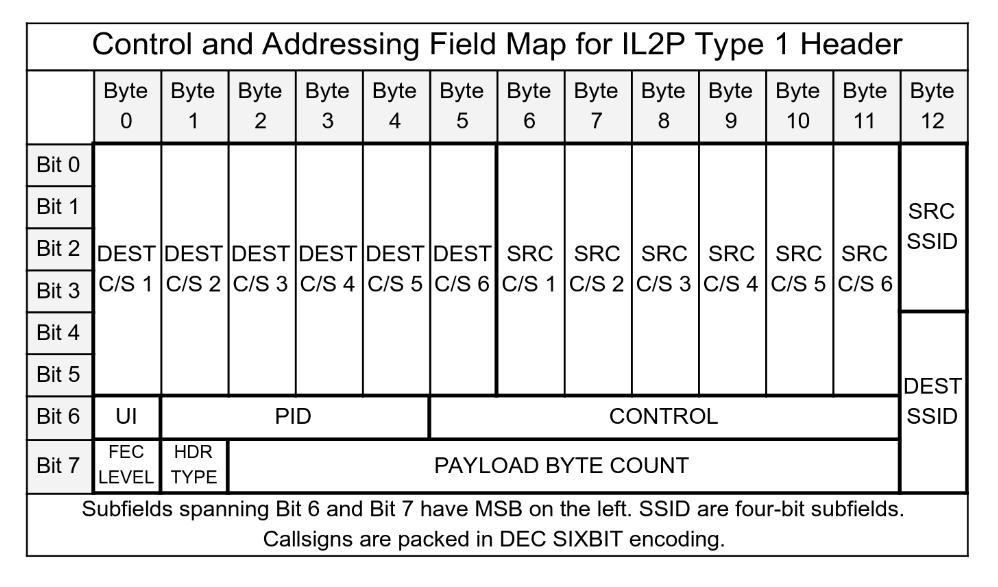 Control and Addressing Field Map for IL2P Type 1 Header
Byte 0 Byte 1 Byte 2 Byte 3 Byte 4 Byte 5 Byte 6 Byte 7 Byte 8 Byte 9 Byte 10 Byte 11 Byte 12
Bit 0
Bit 1
Bit 2
Bit 3
Bit 4
Bit 5
DEST C/S 1 DEST C/S 2 DEST C/S 3 DEST C/S 4 DEST C/S 5 DEST C/S 6 SRC C/S 1 SRC C/S 2 SRC C/S 3 SRC C/S 4 SRC C/S 5 SRC C/S 6 SRC SSID
DEST SSID
Bit 6 UI PID CONTROL
Bit 7 FEC LEVEL HDR TYPE PAYLOAD BYTE COUNT
Subfields spanning Bit 6 and Bit 7 have MSB on the left. SSID are four-bit subfields.
Callsigns are packed in DEC SIXBIT encoding.